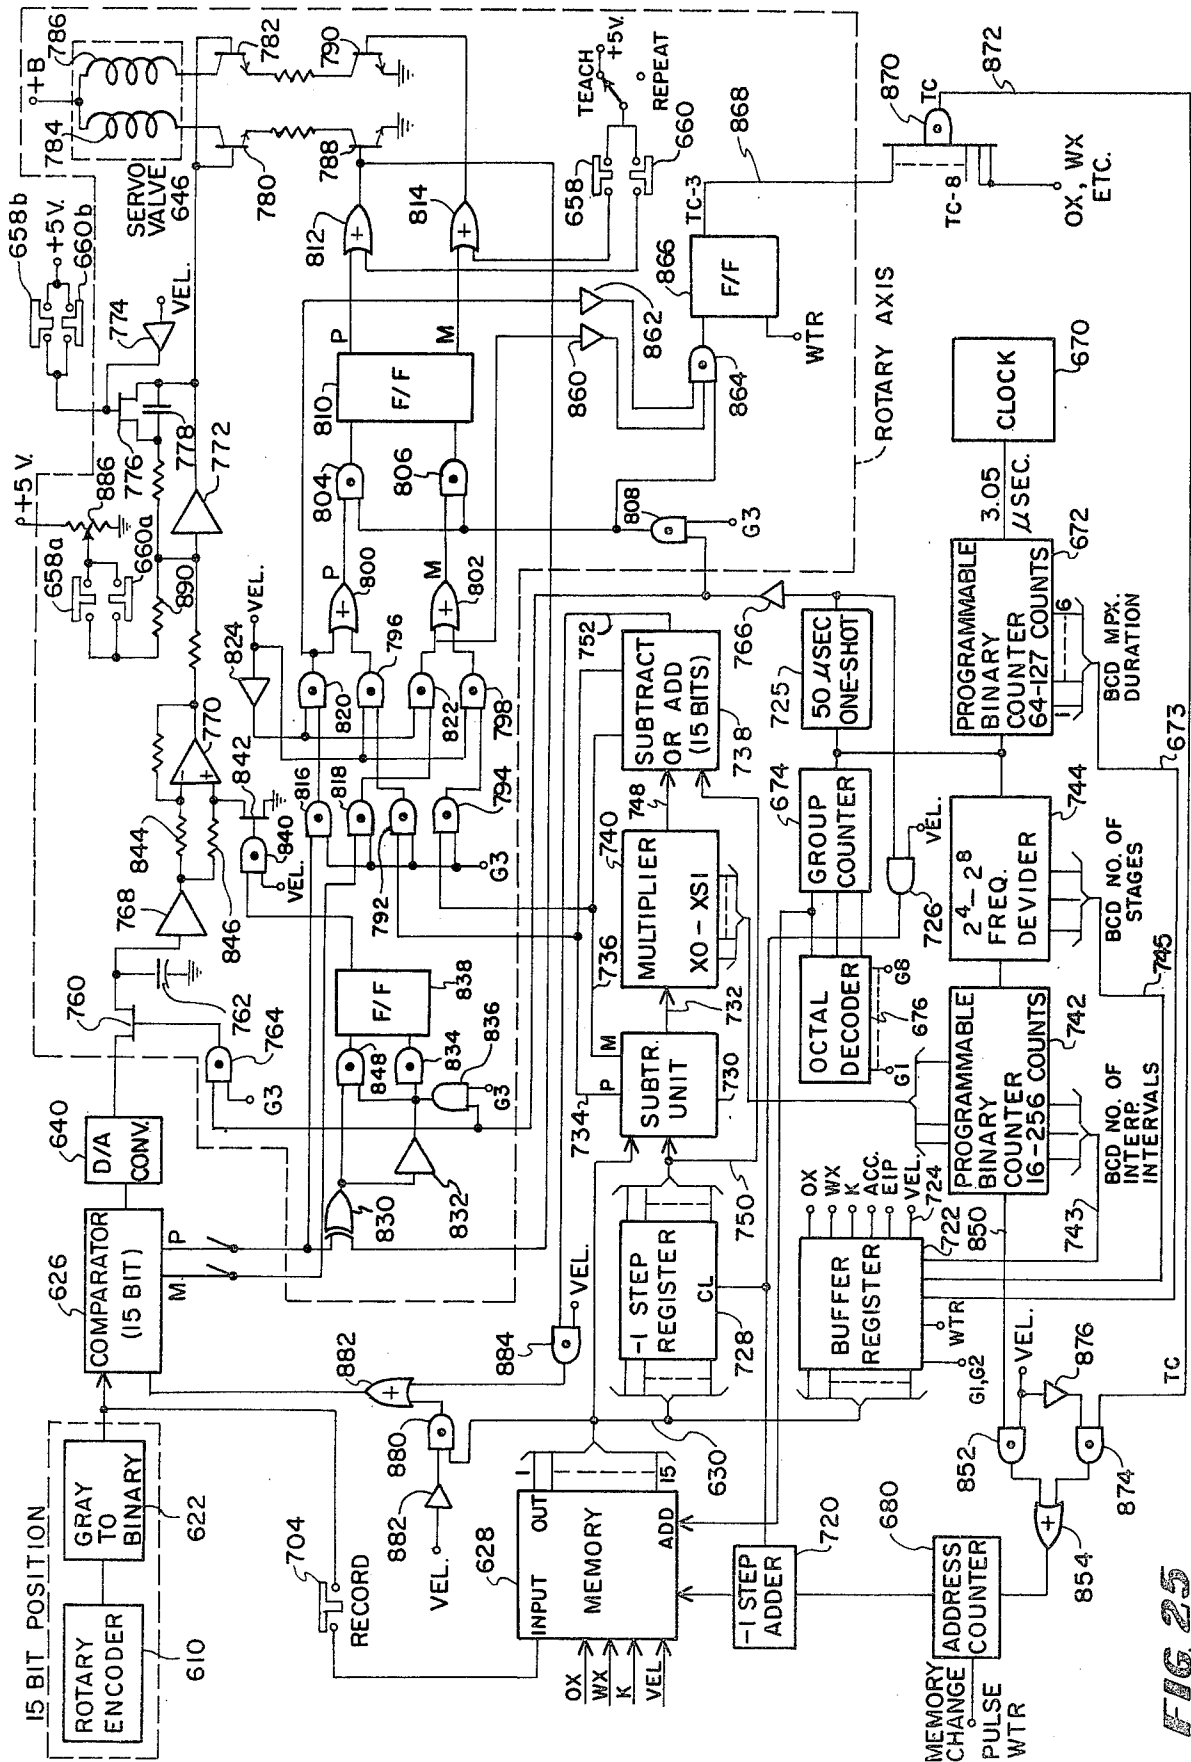 15 BIT POSITION
ROTARY
ENCODER
610
GRAY
TO
BINARY
622
626
COMPARATOR
(15 BIT)
M
P
640
D/A
CONV.
760
762
764
G3
768
844
846
770
842
840
VEL.
658a
660a
+5 V.
886
890
772
776
778
774
VEL.
658b
+5 V.
660b
SERVO
VALVE
646
784
786
+B
780
782
788
790
704
RECORD
882
880
882
VEL.
884
VEL.
830
832
848
834
836
G3
F/F
838
816
818
792
794
G3
824
VEL.
820
796
822
798
P
800
M
802
804
806
808
G3
810
F/F
P
M
812
814
860
862
864
658
660
TEACH
+5V.
REPEAT
866
F/F
TC-3
WTR
868
ROTARY AXIS
870
TC
TC-8
872
OX, WX
ETC.
628
INPUT
OUT
MEMORY
ADD
1
15
OX
WX
K
VEL
630
-1 STEP
REGISTER
CL
728
750
734
P
M
SUBTR.
UNIT
730
732
736
740
MULTIPLIER
XO-XSI
748
752
SUBTRACT
OR ADD
(15 BITS)
738
766
-1 STEP
ADDER
720
680
ADDRESS
COUNTER
MEMORY
CHANGE
PULSE
WTR
854
852
874
876
VEL.
TC
BUFFER
REGISTER
722
724
OX
WX
K
ACC.
EIP
VEL.
WTR
G1,G2
850
OCTAL
DECODER
676
G1
G8
674
GROUP
COUNTER
725
50 μSEC
ONE-SHOT
726
VEL.
PROGRAMMABLE
BINARY
COUNTER
16-256 COUNTS
742
743
BCD NO. OF
INTERP.
INTERVALS
2⁴-2⁸
FREQ.
DEVIDER
744
745
BCD NO. OF
STAGES
PROGRAMMABLE
BINARY
COUNTER
64-127 COUNTS
672
1
6
BCD MPX.
DURATION
673
3.05
μSEC.
CLOCK
670
FIG. 25